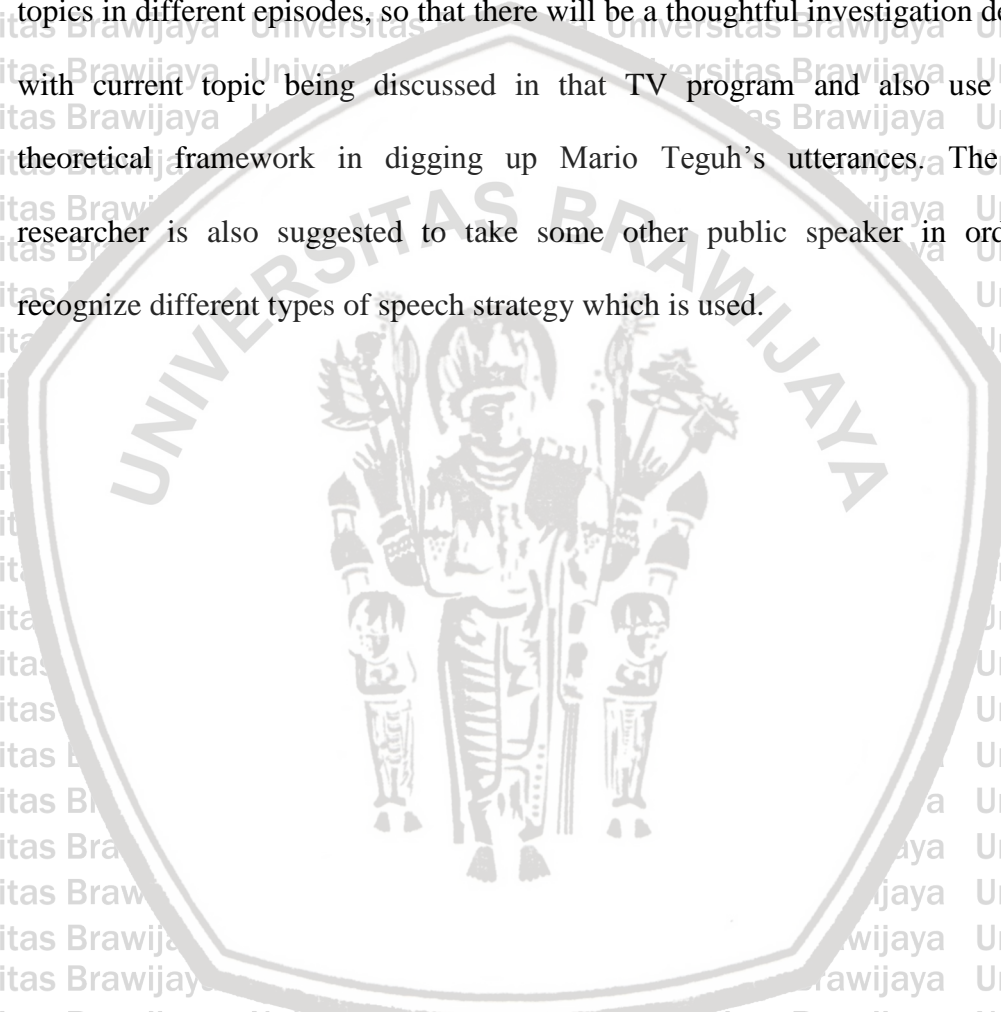 topics in different episodes, so that there will be a thoughtful investigation
with current topic being discussed in that TV program and also use
theoretical framework in digging up Mario Teguh's utterances. The
researcher is also suggested to take some other public speaker in
recognize different types of speech strategy which is used.
UNIVERSITAS BRAWIJAYA